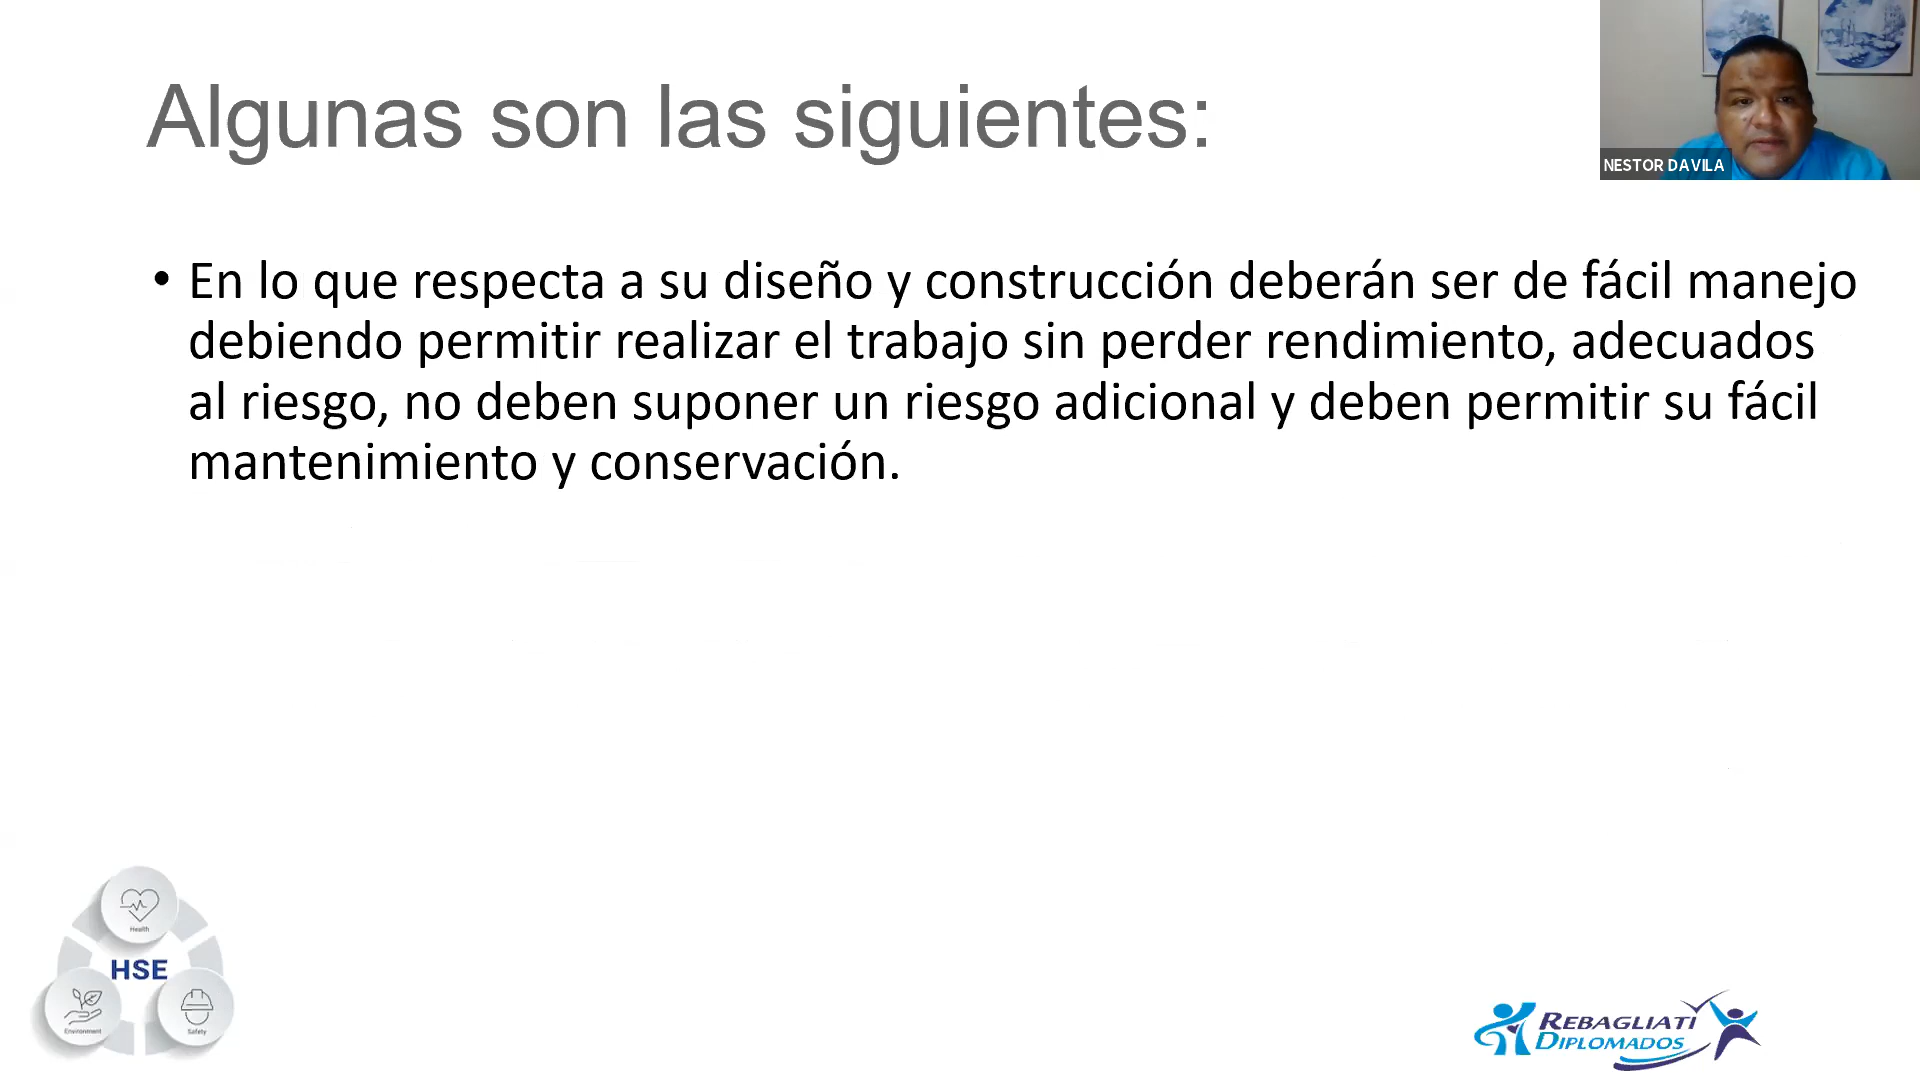 Algunas son las siguientes:
NESTOR DAVILA
• En lo que respecta a su diseño y construcción deberán ser de fácil manejo
debiendo permitir realizar el trabajo sin perder rendimiento, adecuados
al riesgo, no deben suponer un riesgo adicional y deben permitir su fácil
mantenimiento y conservación.
Health
HSE
Environment
Safety
REBAGLIATI
DIPLOMADOS